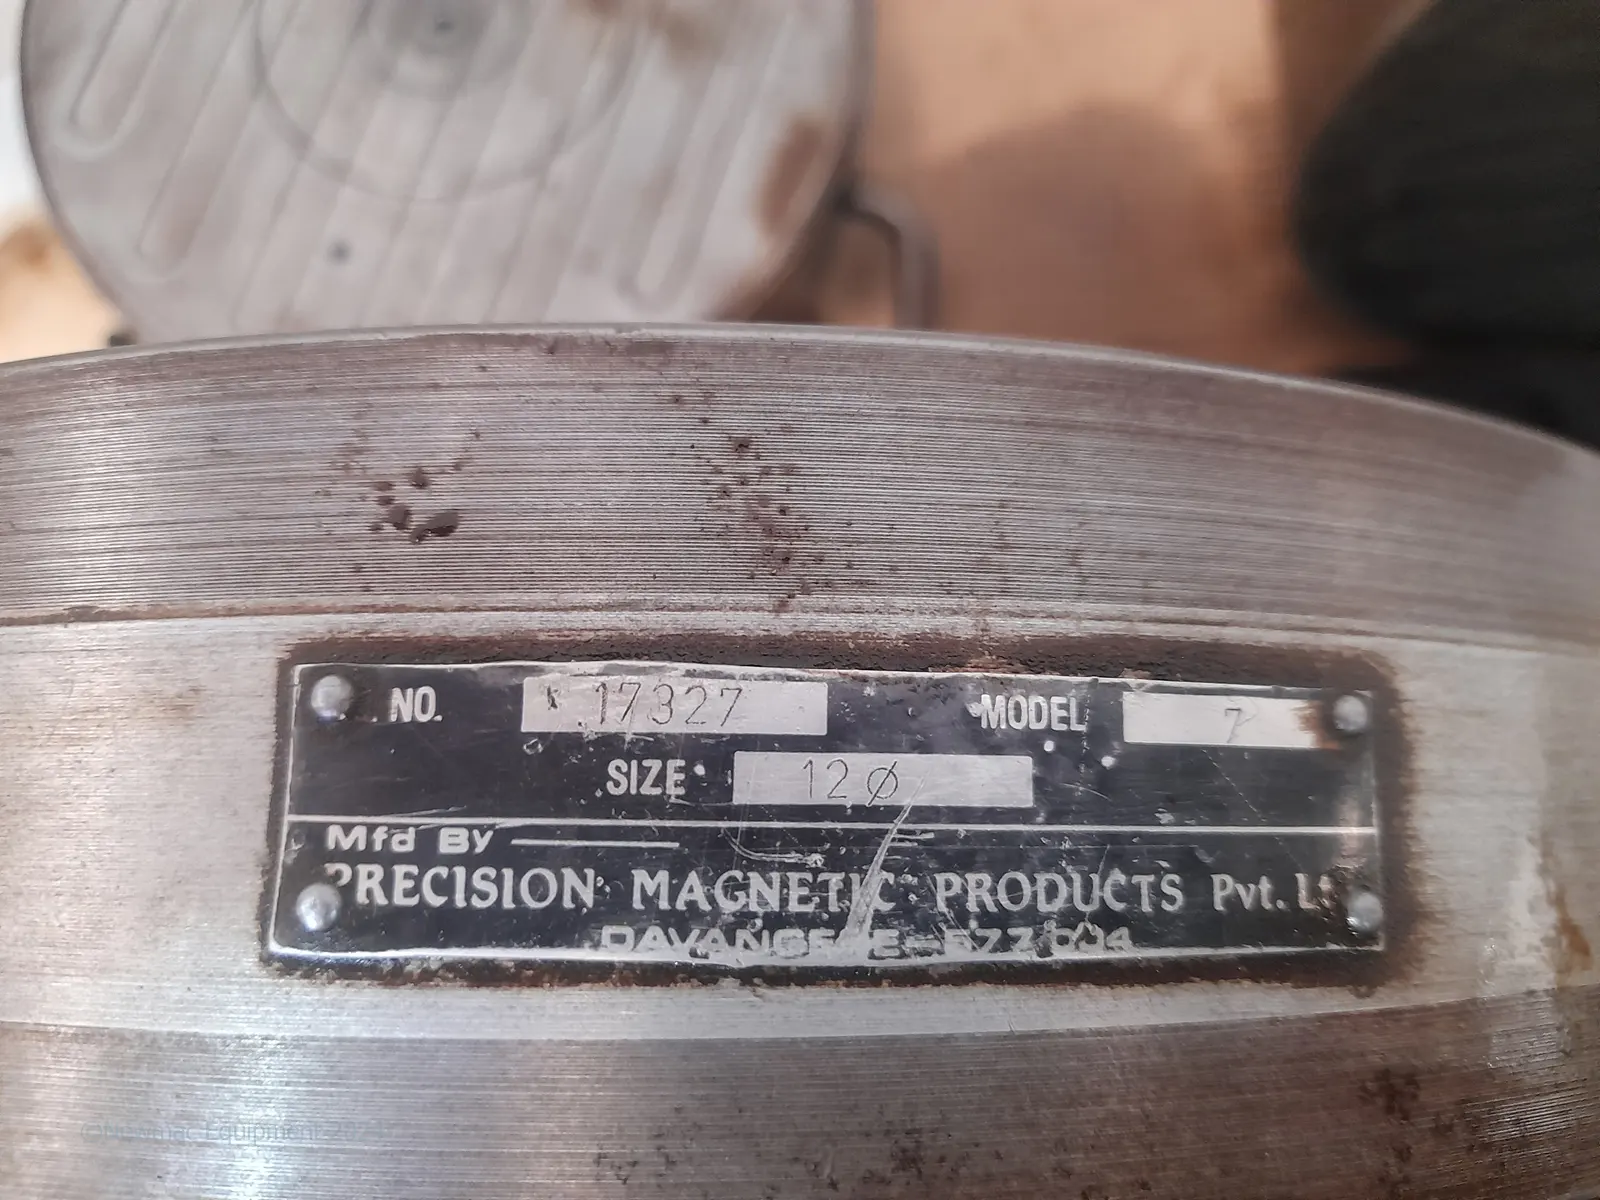 NO. 17327 MODEL 7
SIZE 12 Ø
Mfd By
PRECISION MAGNETIC PRODUCTS Pvt.